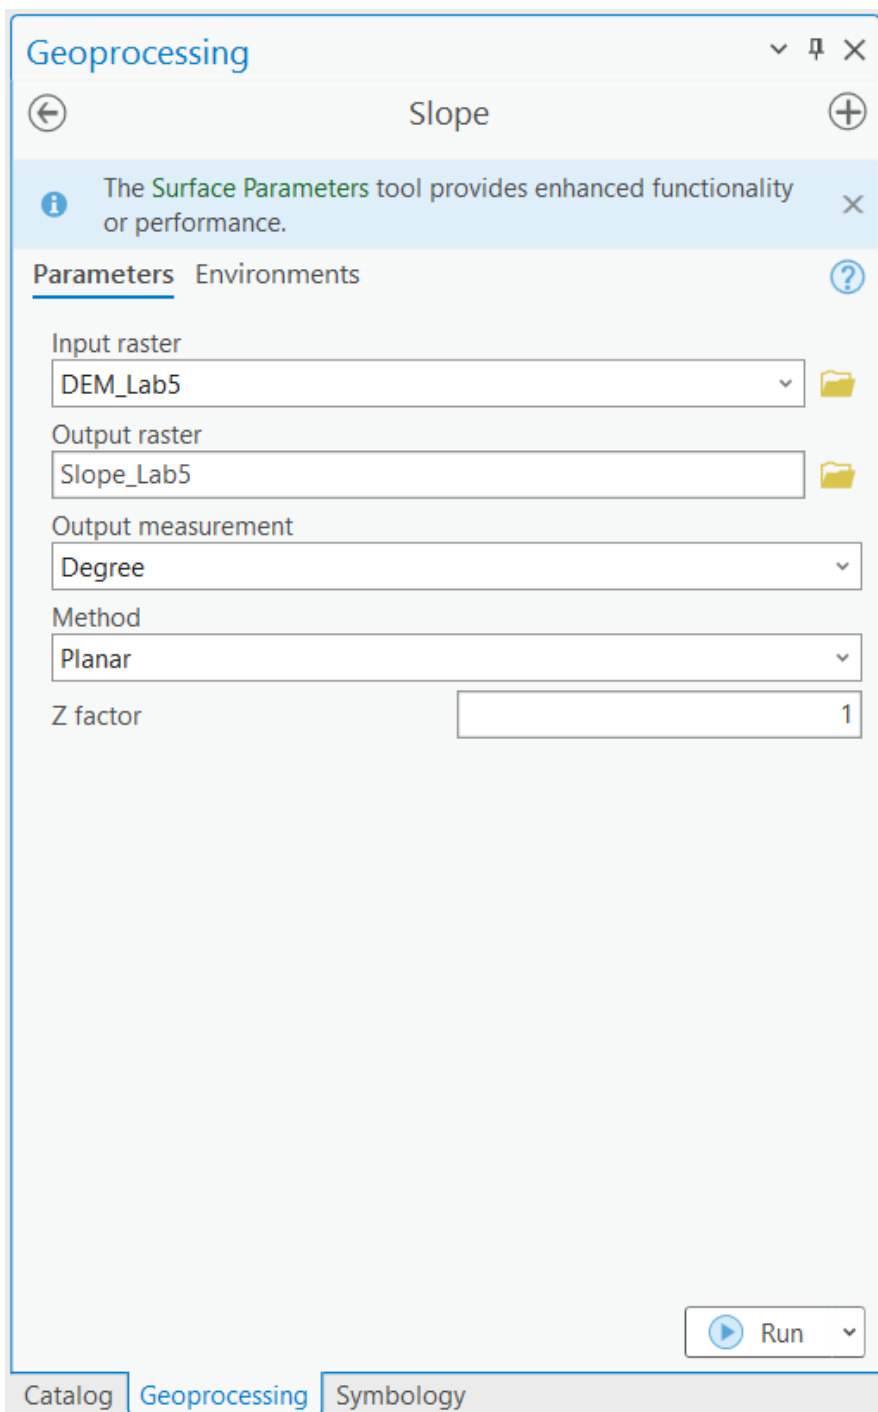 Geoprocessing
Slope
The Surface Parameters tool provides enhanced functionality
or performance.
Parameters Environments
Input raster
DEM_Lab5
Output raster
Slope_Lab5
Output measurement
Degree
Method
Planar
Z factor 1
Run
Catalog Geoprocessing Symbology